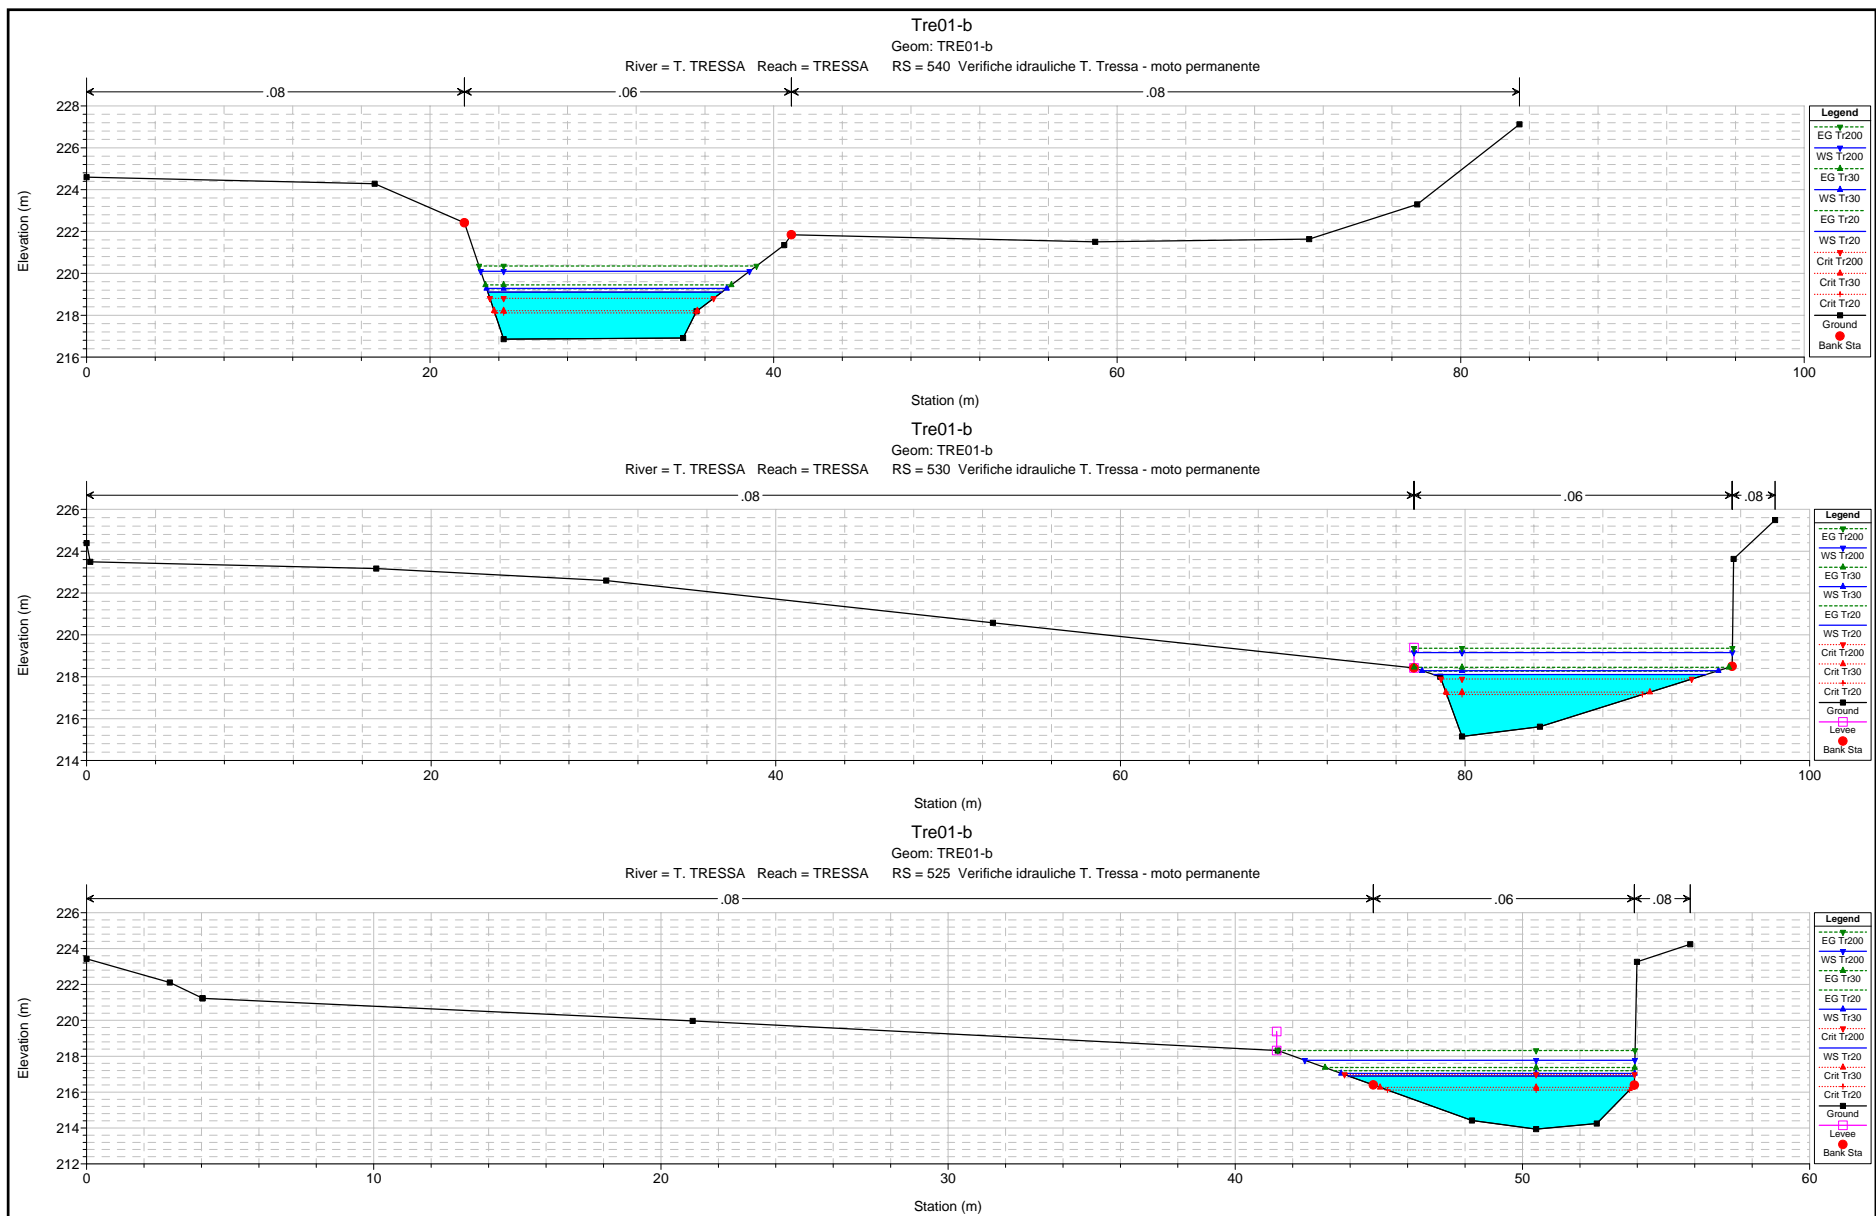 Tre01-b
Geom: TRE01-b
River = T. TRESSA   Reach = TRESSA   RS = 540  Verifiche idrauliche T. Tressa - moto permanente
.08 .06 .08
228
226
224
222
220
218
216
Elevation (m)
0 20 40 60 80 100
Station (m)
Legend
EG Tr200
WS Tr200
EG Tr30
WS Tr30
EG Tr20
WS Tr20
Crit Tr200
Crit Tr30
Crit Tr20
Ground
Bank Sta
Tre01-b
Geom: TRE01-b
River = T. TRESSA   Reach = TRESSA   RS = 530  Verifiche idrauliche T. Tressa - moto permanente
.08 .06 .08
226
224
222
220
218
216
214
Elevation (m)
0 20 40 60 80 100
Station (m)
Legend
EG Tr200
WS Tr200
EG Tr30
WS Tr30
EG Tr20
WS Tr20
Crit Tr200
Crit Tr30
Crit Tr20
Ground
Levee
Bank Sta
Tre01-b
Geom: TRE01-b
River = T. TRESSA   Reach = TRESSA   RS = 525  Verifiche idrauliche T. Tressa - moto permanente
.08 .06 .08
226
224
222
220
218
216
214
212
Elevation (m)
0 10 20 30 40 50 60
Station (m)
Legend
EG Tr200
WS Tr200
EG Tr30
EG Tr20
WS Tr30
Crit Tr200
WS Tr20
Crit Tr30
Crit Tr20
Ground
Levee
Bank Sta